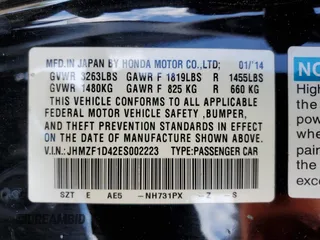 MFD.IN JAPAN BY HONDA MOTOR CO.,LTD; 01/'14
GVWR 3263LBS GAWR F 1819LBS R 1455LBS
GVWR 1480KG GAWR F 825 KG R 660 KG
THIS VEHICLE CONFORMS TO ALL APPLICABLE
FEDERAL MOTOR VEHICLE SAFETY ,BUMPER,
AND THEFT PREVENTION STANDARDS IN EFFECT
ON THE DATE OF MANUFACTURE SHOWN ABOVE.
V.I.N.:JHMZF1D42ES002223 TYPE:PASSENGER CAR
SZT E AE5 - NH731PX - Z - S
NO
High
the
pow
whe
pain
the
exce